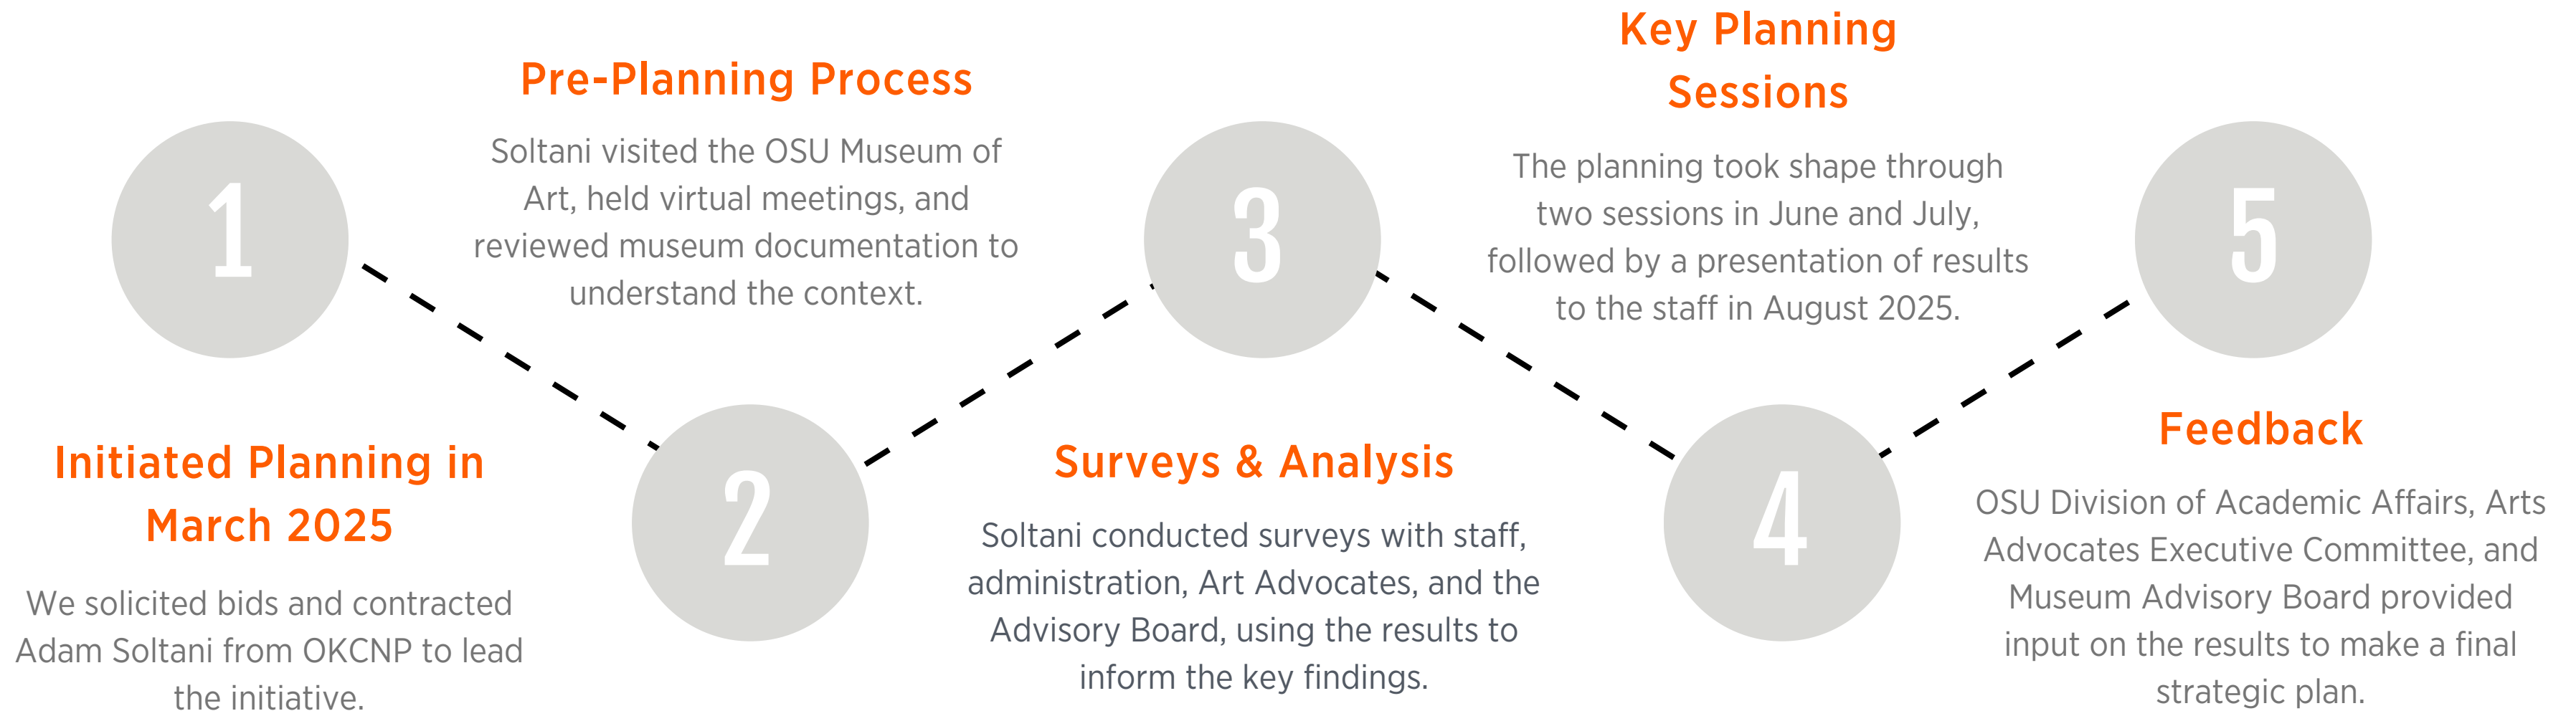 1
Initiated Planning in
March 2025
We solicited bids and contracted
Adam Soltani from OKCNP to lead
the initiative.
Pre-Planning Process
Soltani visited the OSU Museum of
Art, held virtual meetings, and
reviewed museum documentation to
understand the context.
2
3
Surveys & Analysis
Soltani conducted surveys with staff,
administration, Art Advocates, and the
Advisory Board, using the results to
inform the key findings.
Key Planning
Sessions
The planning took shape through
two sessions in June and July,
followed by a presentation of results
to the staff in August 2025.
4
5
Feedback
OSU Division of Academic Affairs, Arts
Advocates Executive Committee, and
Museum Advisory Board provided
input on the results to make a final
strategic plan.